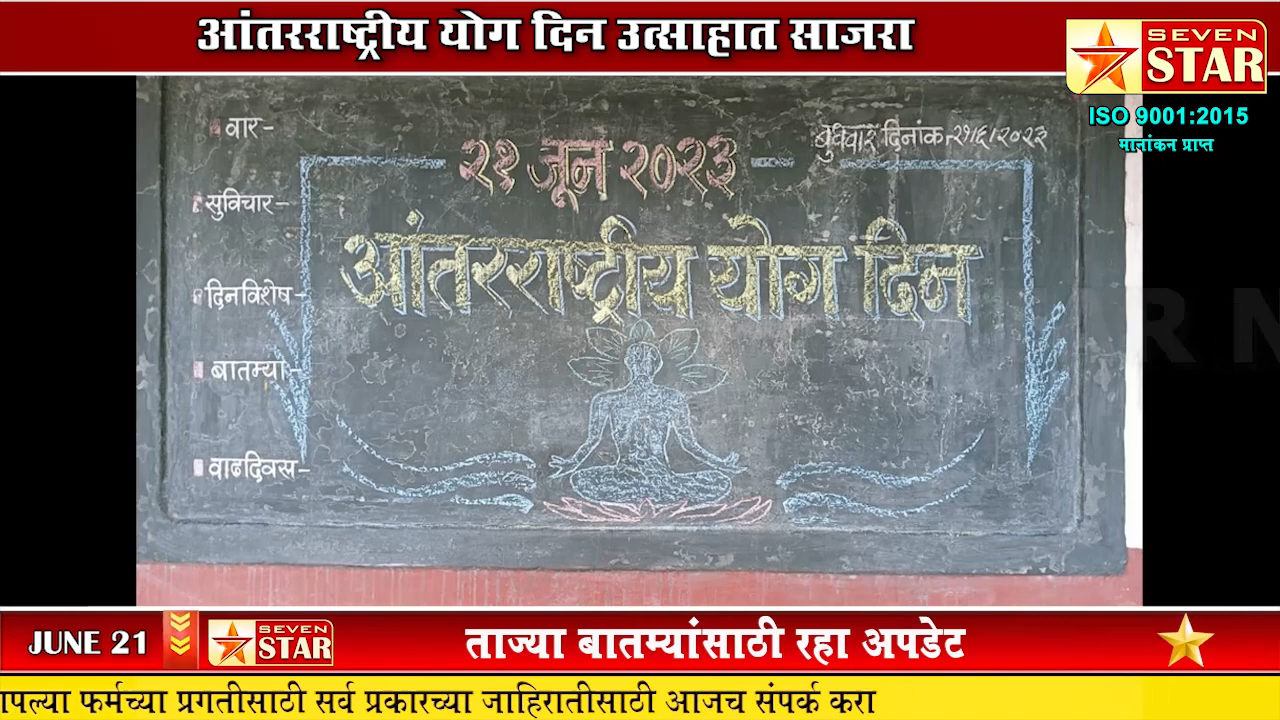 आंतरराष्ट्रीय योग दिन उत्साहात साजरा
SEVEN
STAR
ISO 9001:2015
मानांकन प्राप्त
वार-
बुधवार दिनांक-२१/६/२०२३
२१ जून २०२३
सुविचार-
आंतरराष्ट्रीय योग दिन
दिनविशेष-
बातम्या-
वाढदिवस-
JUNE 21
SEVEN
STAR
ताज्या बातम्यांसाठी रहा अपडेट
पल्या फर्मच्या प्रगतीसाठी सर्व प्रकारच्या जाहिरातीसाठी आजच संपर्क करा